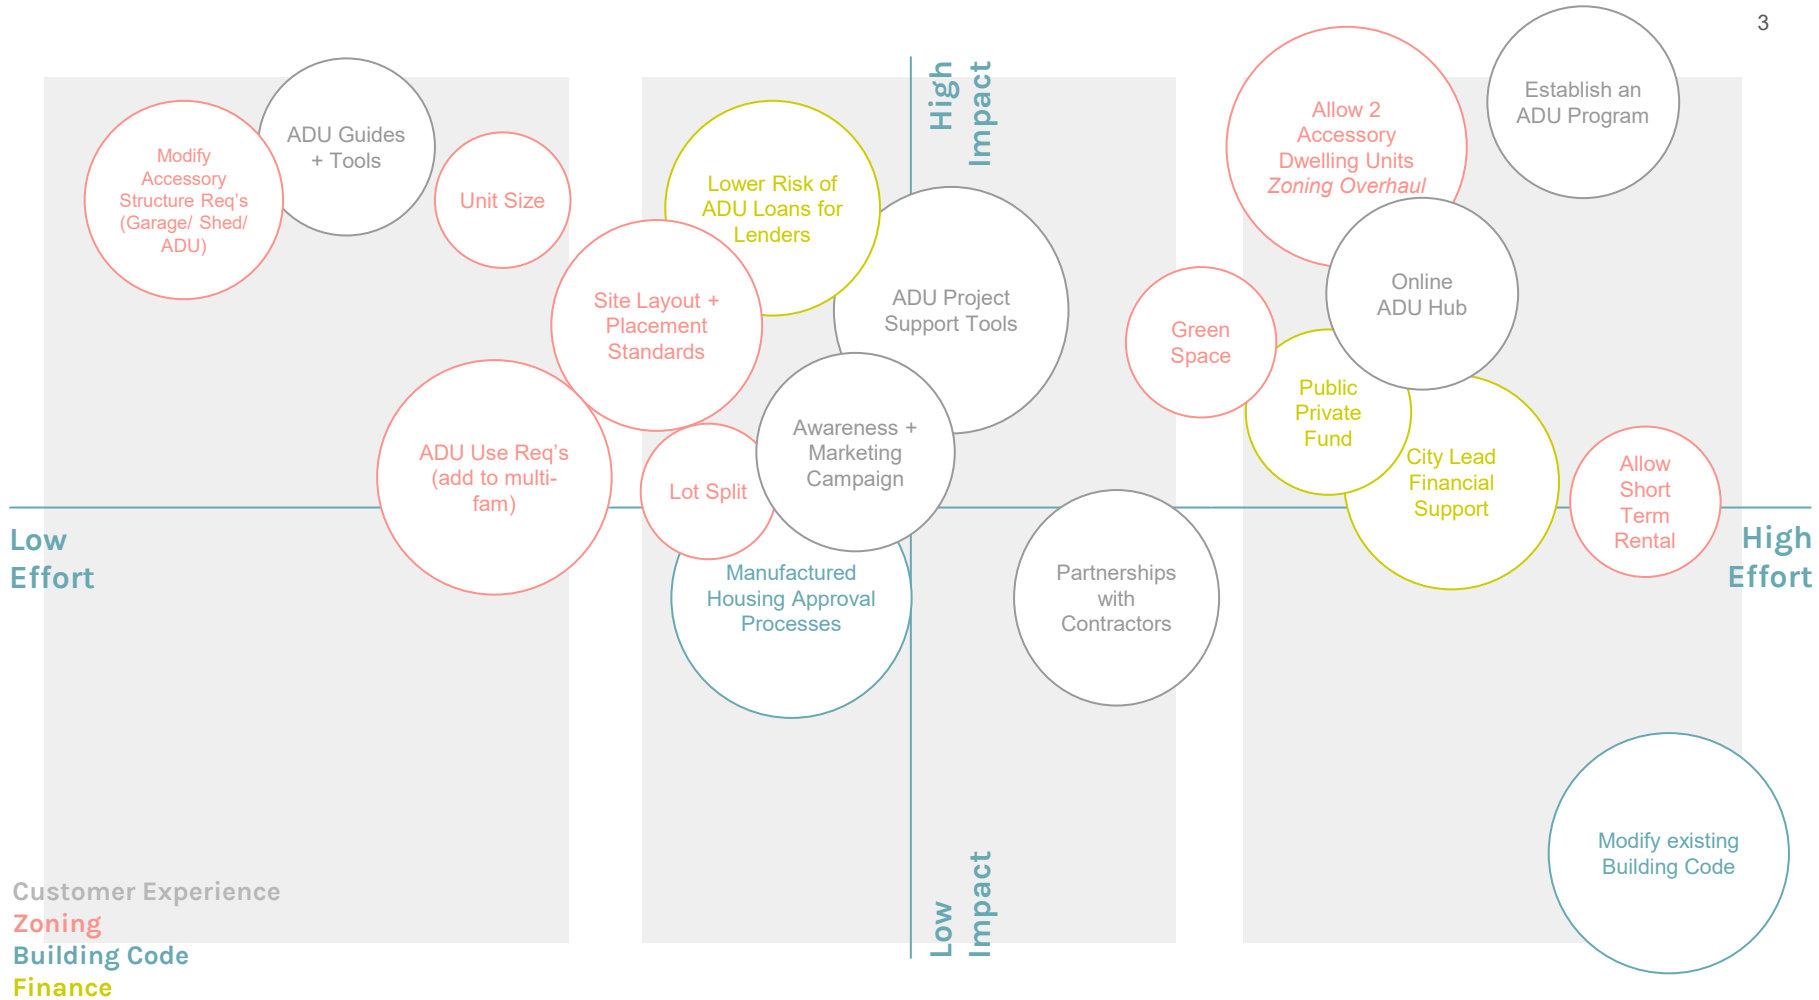 3
High
Impact
Establish an
ADU Program
Allow 2
Accessory
Dwelling Units
Zoning Overhaul
ADU Guides
+ Tools
Modify
Accessory
Structure Req's
(Garage/ Shed/
ADU)
Unit Size
Lower Risk of
ADU Loans for
Lenders
Site Layout +
Placement
Standards
ADU Project
Support Tools
Online
ADU Hub
Green
Space
Public
Private
Fund
Awareness +
Marketing
Campaign
ADU Use Req's
(add to multi-
fam)
Lot Split
City Lead
Financial
Support
Allow
Short
Term
Rental
Low
Effort
High
Effort
Manufactured
Housing Approval
Processes
Partnerships
with
Contractors
Modify existing
Building Code
Low
Impact
Customer Experience
Zoning
Building Code
Finance